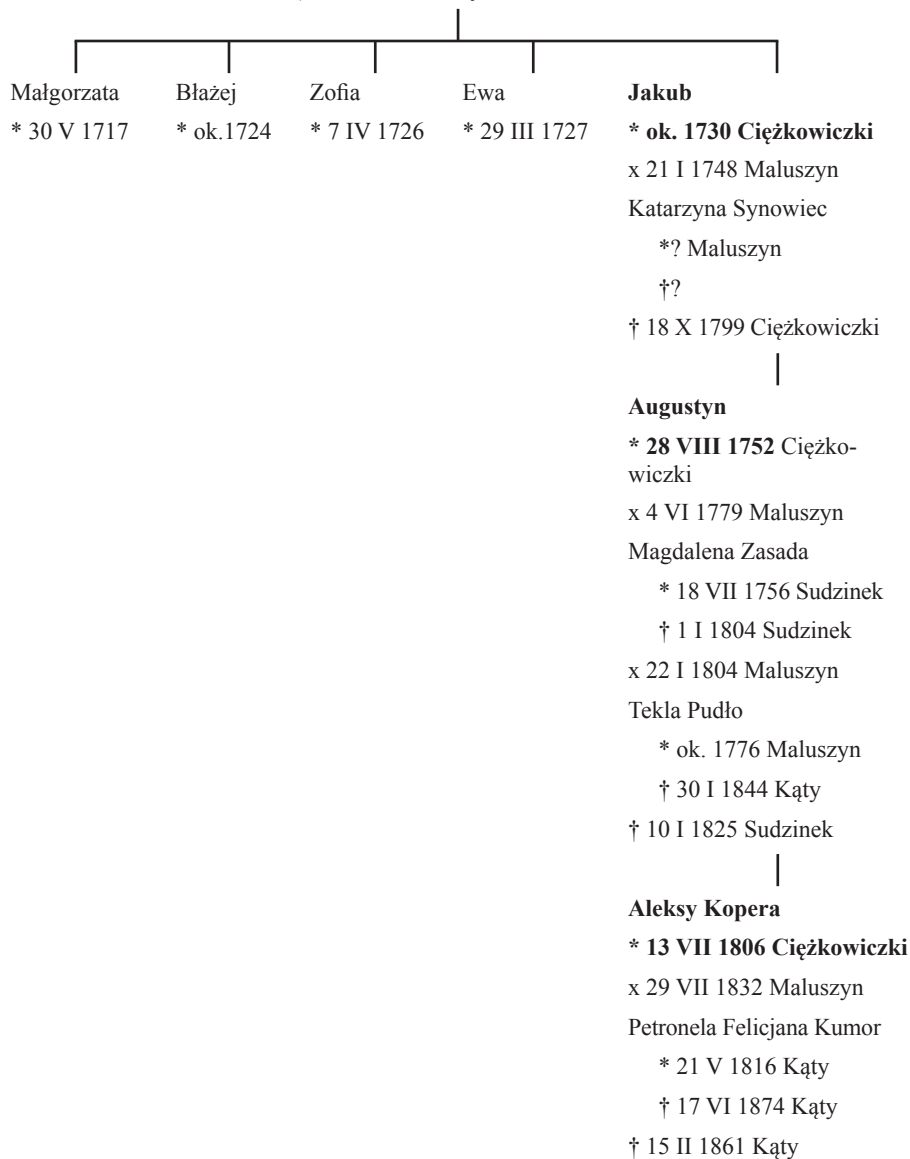 Małgorzata
* 30 V 1717
Błażej
* ok.1724
Zofia
* 7 IV 1726
Ewa
* 29 III 1727
Jakub
* ok. 1730 Ciężkowiczki
x 21 I 1748 Maluszyn
Katarzyna Synowiec
*? Maluszyn
†?
† 18 X 1799 Ciężkowiczki
Augustyn
* 28 VIII 1752 Ciężko-
wiczki
x 4 VI 1779 Maluszyn
Magdalena Zasada
* 18 VII 1756 Sudzinek
† 1 I 1804 Sudzinek
x 22 I 1804 Maluszyn
Tekla Pudło
* ok. 1776 Maluszyn
† 30 I 1844 Kąty
† 10 I 1825 Sudzinek
Aleksy Kopera
* 13 VII 1806 Ciężkowiczki
x 29 VII 1832 Maluszyn
Petronela Felicjana Kumor
* 21 V 1816 Kąty
† 17 VI 1874 Kąty
† 15 II 1861 Kąty